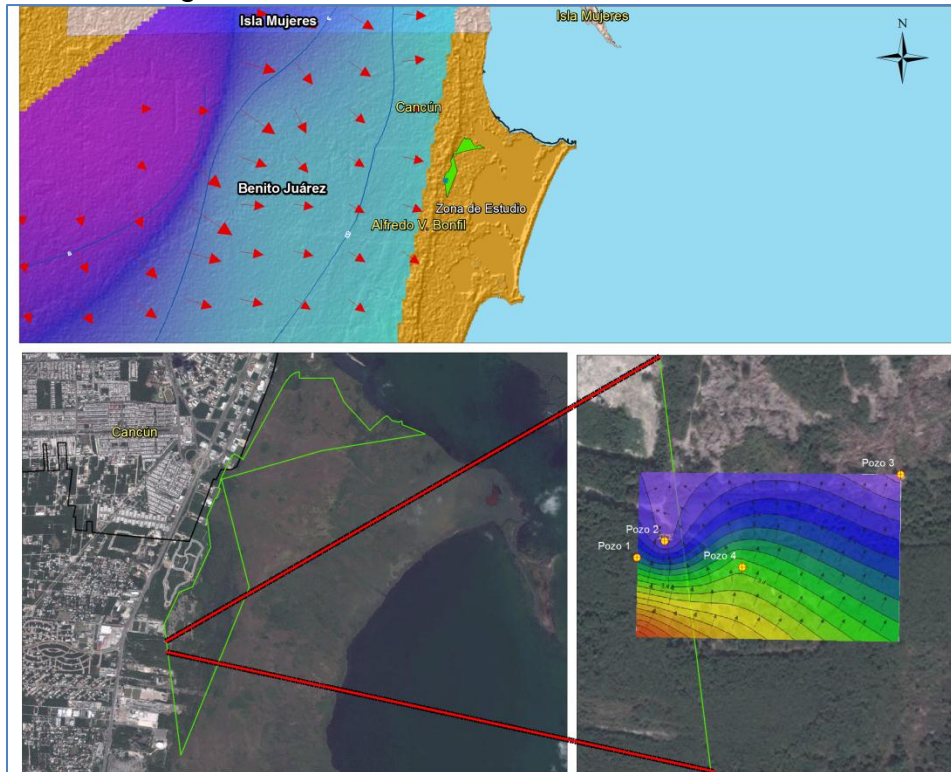 Isla Mujeres
Isla Mujeres
N
Cancún
Benito Juárez
Zona de Estudio
Alfredo V. Bonfil
Cancún
Pozo 3
Pozo 2
Pozo 1
Pozo 4